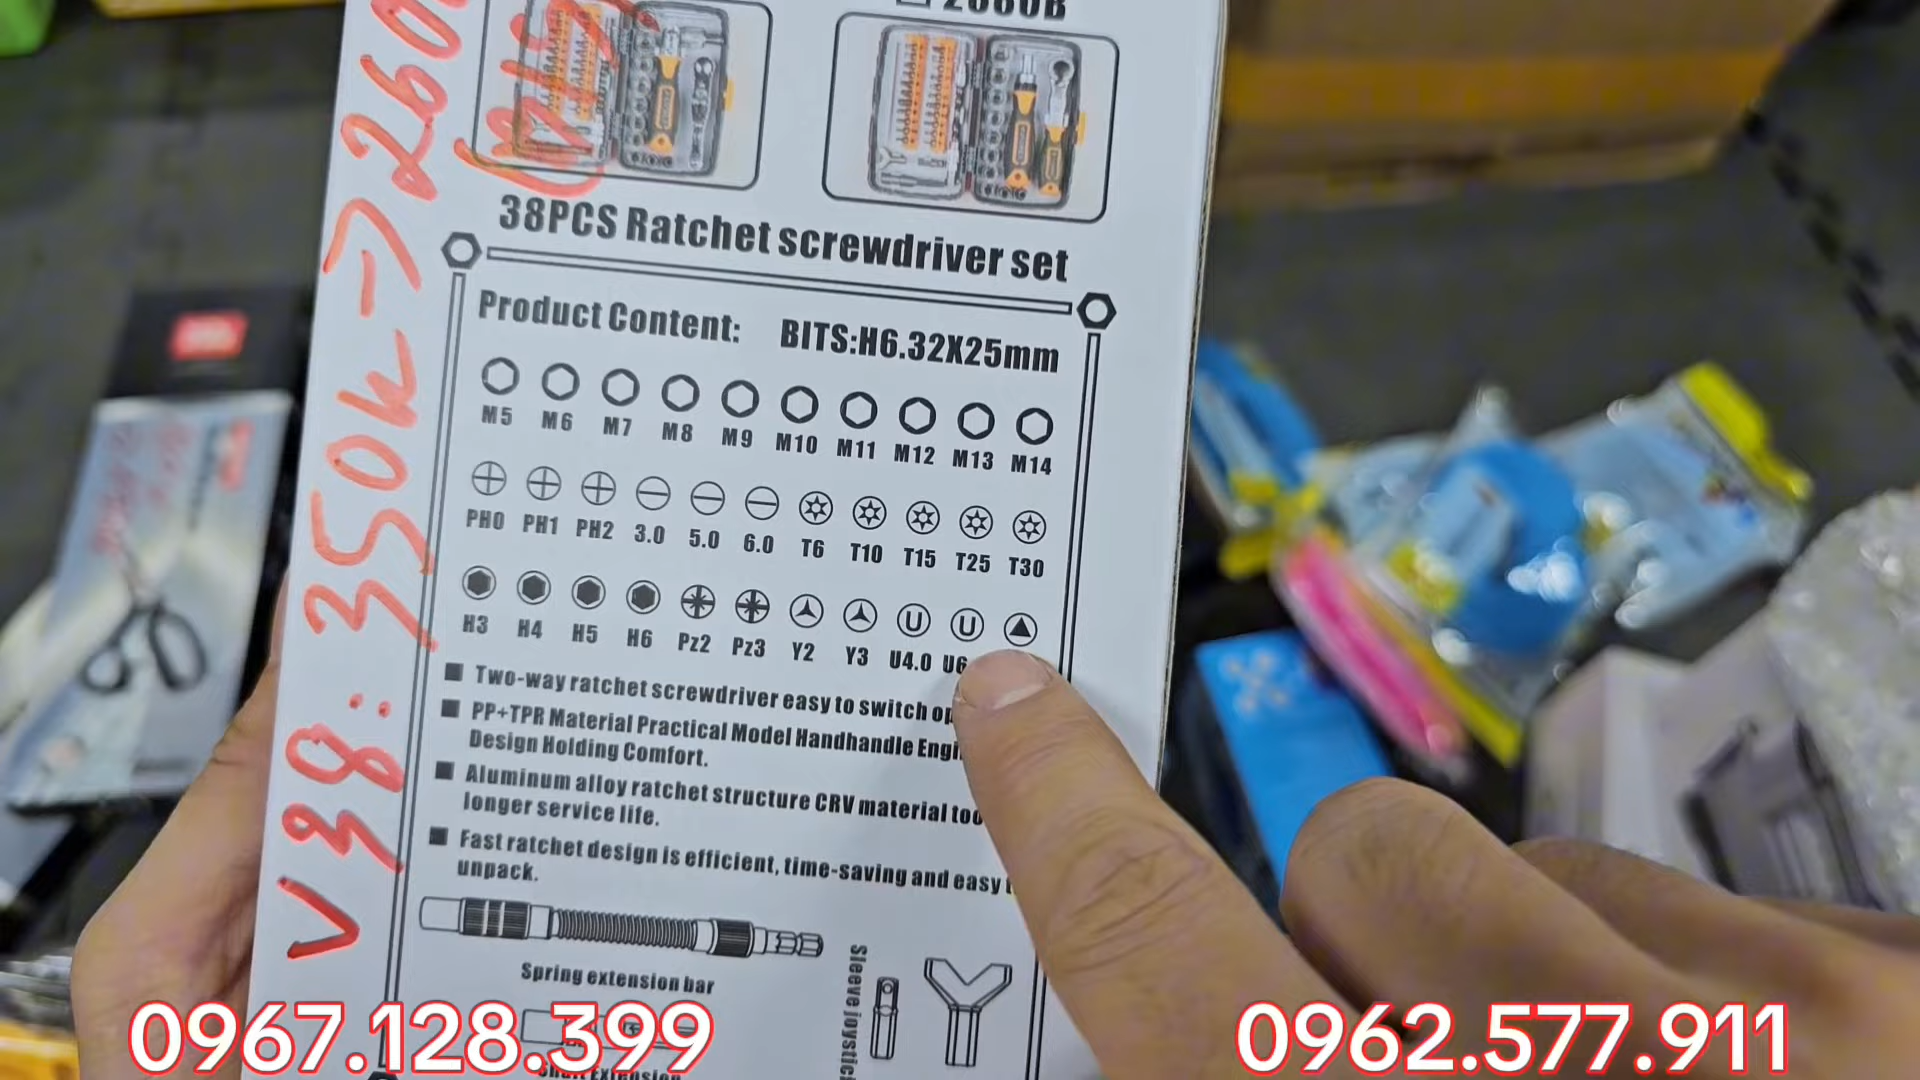 2660B
38PCS Ratchet screwdriver set
Product Content: BITS:H6.32X25mm
M5 M6 M7 M8 M9 M10 M11 M12 M13 M14
PH0 PH1 PH2 3.0 5.0 6.0 T6 T10 T15 T25 T30
H3 H4 H5 H6 Pz2 Pz3 Y2 Y3 U4.0 U6
■ Two-way ratchet screwdriver easy to switch
■ PP+TPR Material Practical Model Handhandle
Design Holding Comfort.
■ Aluminum alloy ratchet structure CRV material
longer service life.
■ Fast ratchet design is efficient, time-saving and easy
unpack.
Spring extension bar
V38: 350k → 260k
0967.128.399
0962.577.911